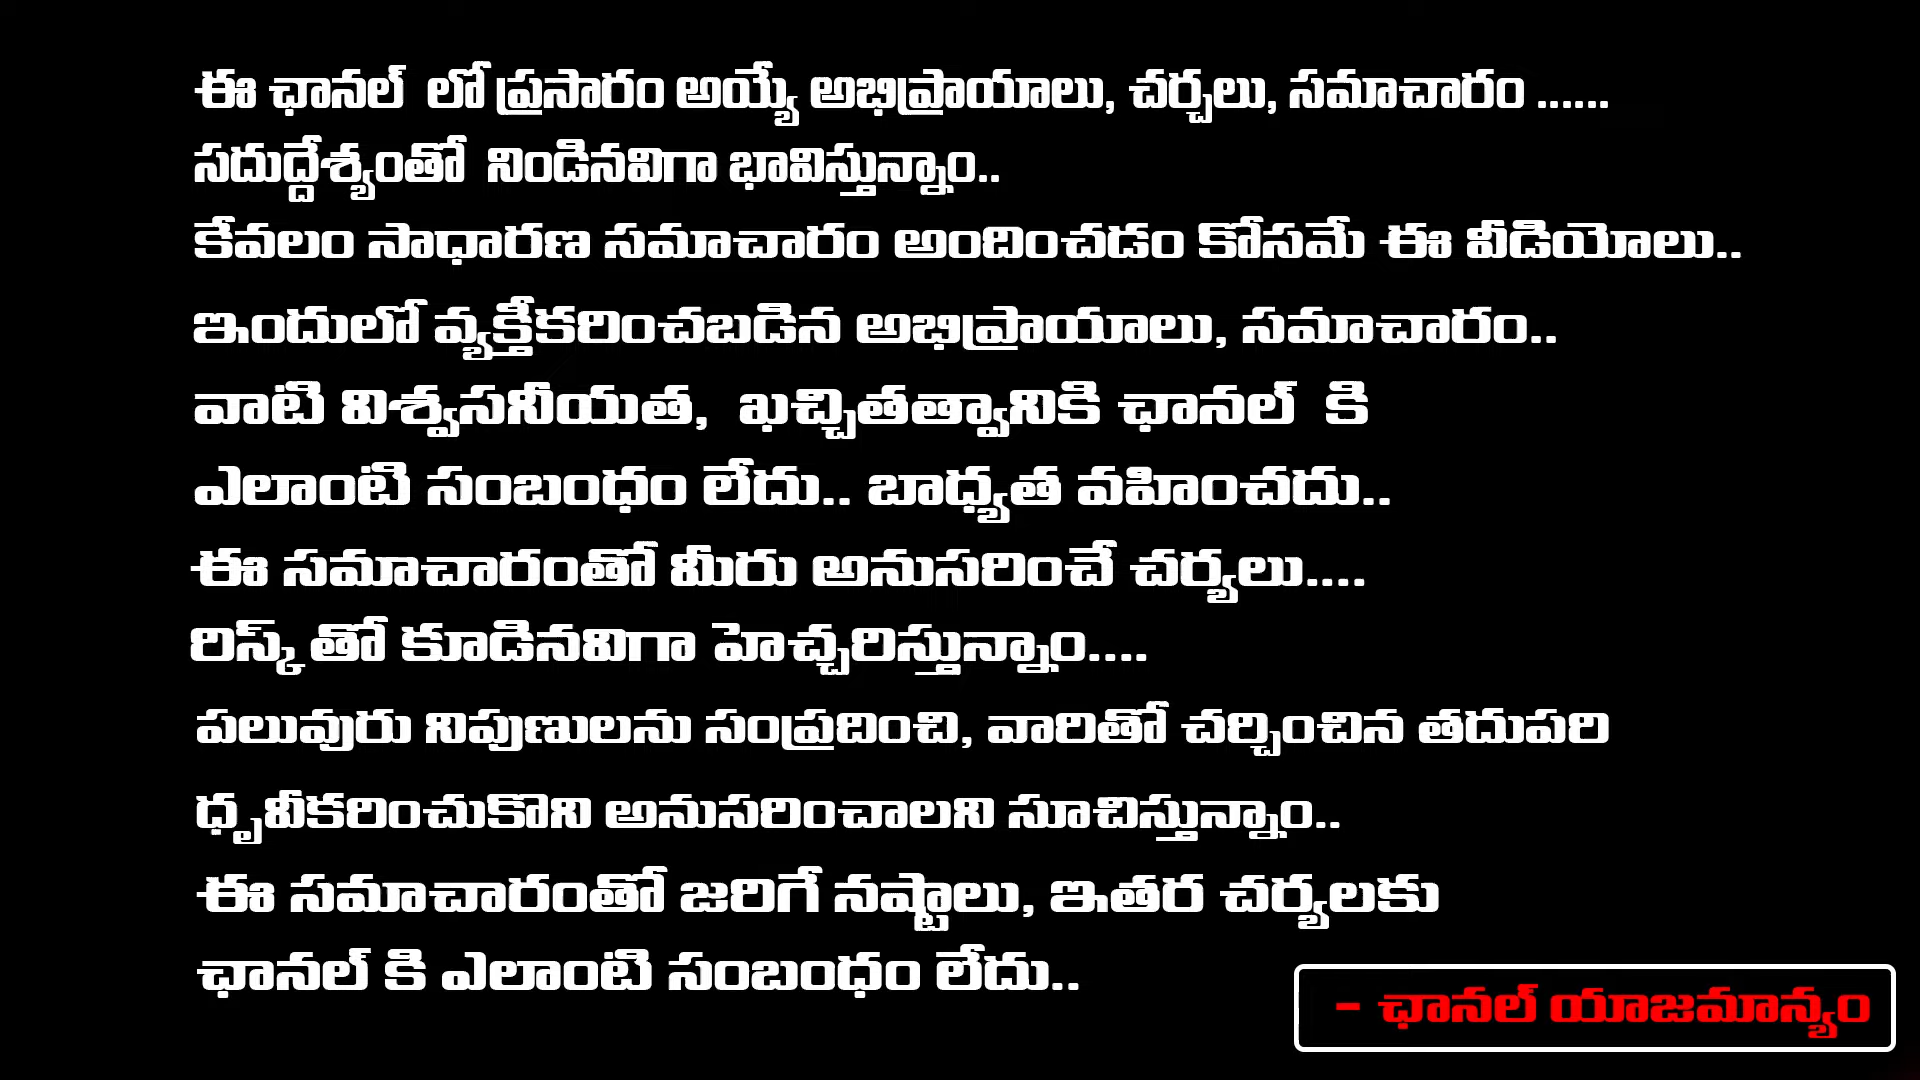 ఈ ఛానల్ లో ప్రసారం అయ్యే అభిప్రాయాలు, చర్చలు, సమాచారం ......
సదుద్దేశ్యంతో నిండినవిగా భావిస్తున్నాం..
కేవలం సాధారణ సమాచారం అందించడం కోసమే ఈ వీడియోలు..
ఇందులో వ్యక్తీకరించబడిన అభిప్రాయాలు, సమాచారం..
వాటి విశ్వసనీయత, ఖచ్చితత్వానికి ఛానల్ కి
ఎలాంటి సంబంధం లేదు.. బాధ్యత వహించదు..
ఈ సమాచారంతో మీరు అనుసరించే చర్యలు....
రిస్క్ తో కూడినవిగా హెచ్చరిస్తున్నాం....
పలువురు నిపుణులను సంప్రదించి, వారితో చర్చించిన తదుపరి
ధృవీకరించుకొని అనుసరించాలని సూచిస్తున్నాం..
ఈ సమాచారంతో జరిగే నష్టాలు, ఇతర చర్యలకు
ఛానల్ కి ఎలాంటి సంబంధం లేదు..
- ఛానల్ యాజమాన్యం